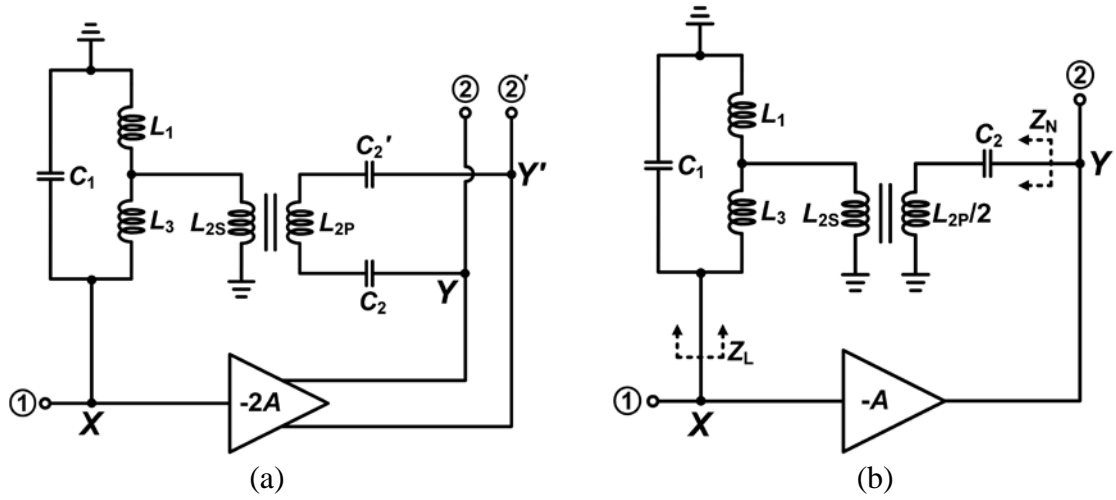 ② ②′
L1
C2′
C1
Y′
L3
L2S
L2P
C2
Y
-2A
①
X
(a)
②
L1
ZN
C2
C1
Y
L3
L2S
L2P/2
ZL
-A
①
X
(b)